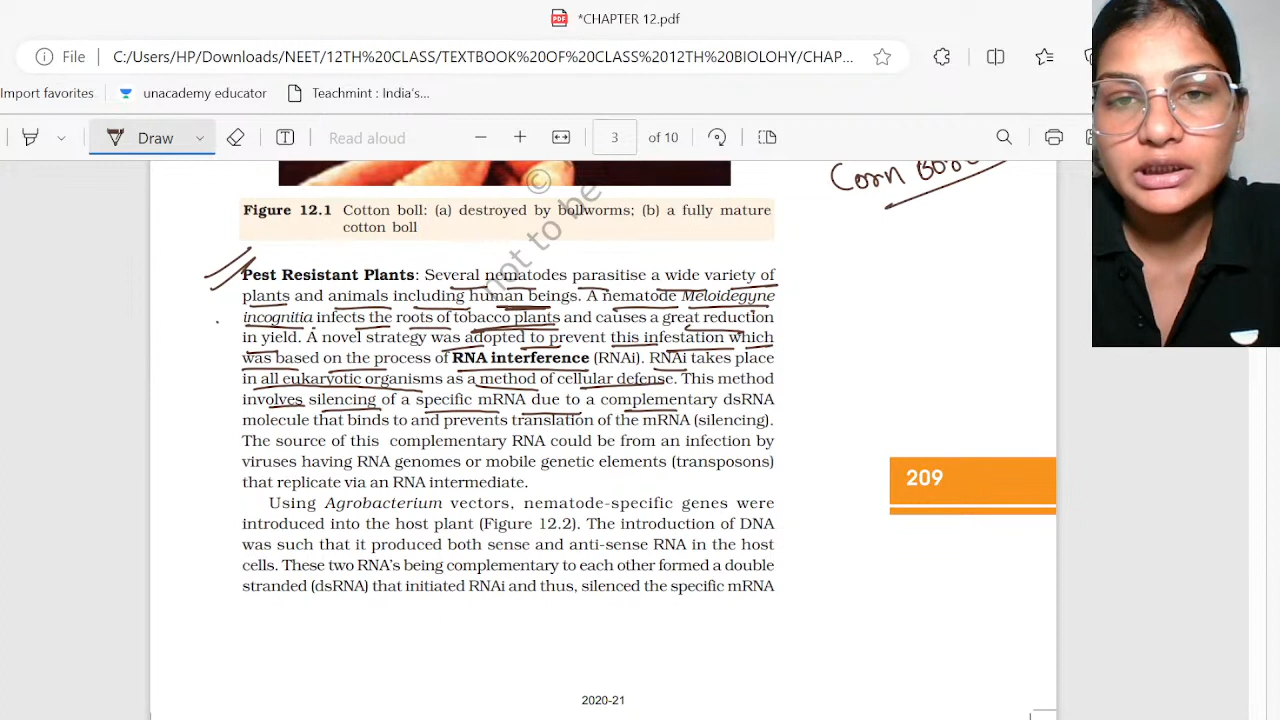 *CHAPTER 12.pdf
File C:/Users/HP/Downloads/NEET/12TH%20CLASS/TEXTBOOK%20OF%20CLASS%2012TH%20BIOLOHY/CHAP...
Import favorites unacademy educator Teachmint : India's...
Draw Read aloud 3 of 10
Corn
© not to be
Figure 12.1 Cotton boll: (a) destroyed by bollworms; (b) a fully mature
cotton boll
Pest Resistant Plants: Several nematodes parasitise a wide variety of
plants and animals including human beings. A nematode Meloidegyne
incognitia infects the roots of tobacco plants and causes a great reduction
in yield. A novel strategy was adopted to prevent this infestation which
was based on the process of RNA interference (RNAi). RNAi takes place
in all eukaryotic organisms as a method of cellular defense. This method
involves silencing of a specific mRNA due to a complementary dsRNA
molecule that binds to and prevents translation of the mRNA (silencing).
The source of this complementary RNA could be from an infection by
viruses having RNA genomes or mobile genetic elements (transposons)
that replicate via an RNA intermediate.
209
Using Agrobacterium vectors, nematode-specific genes were
introduced into the host plant (Figure 12.2). The introduction of DNA
was such that it produced both sense and anti-sense RNA in the host
cells. These two RNA's being complementary to each other formed a double
stranded (dsRNA) that initiated RNAi and thus, silenced the specific mRNA
2020-21